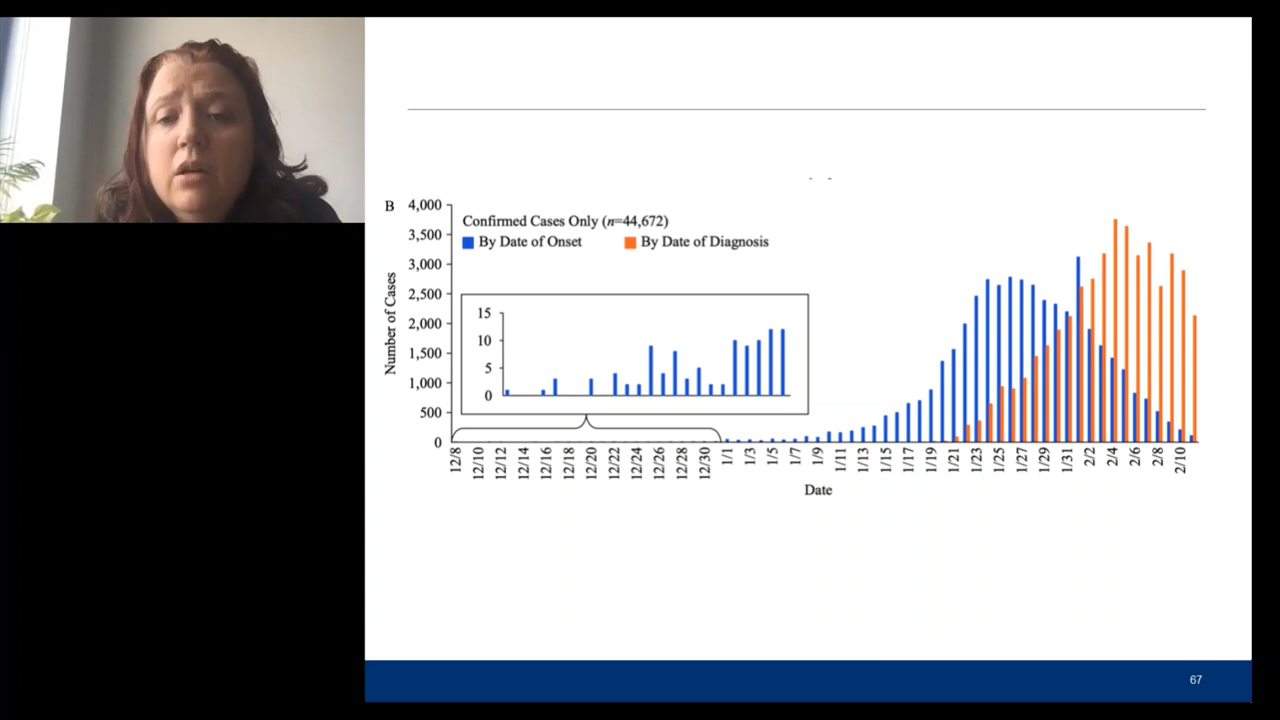 B
4,000
3,500
3,000
2,500
2,000
1,500
1,000
500
0
Number of Cases
Confirmed Cases Only (n=44,672)
By Date of Onset By Date of Diagnosis
15
10
5
0
12/8 12/10 12/12 12/14 12/16 12/18 12/20 12/22 12/24 12/26 12/28 12/30 1/1 1/3 1/5 1/7 1/9 1/11 1/13 1/15 1/17 1/19 1/21 1/23 1/25 1/27 1/29 1/31 2/2 2/4 2/6 2/8 2/10
Date
67